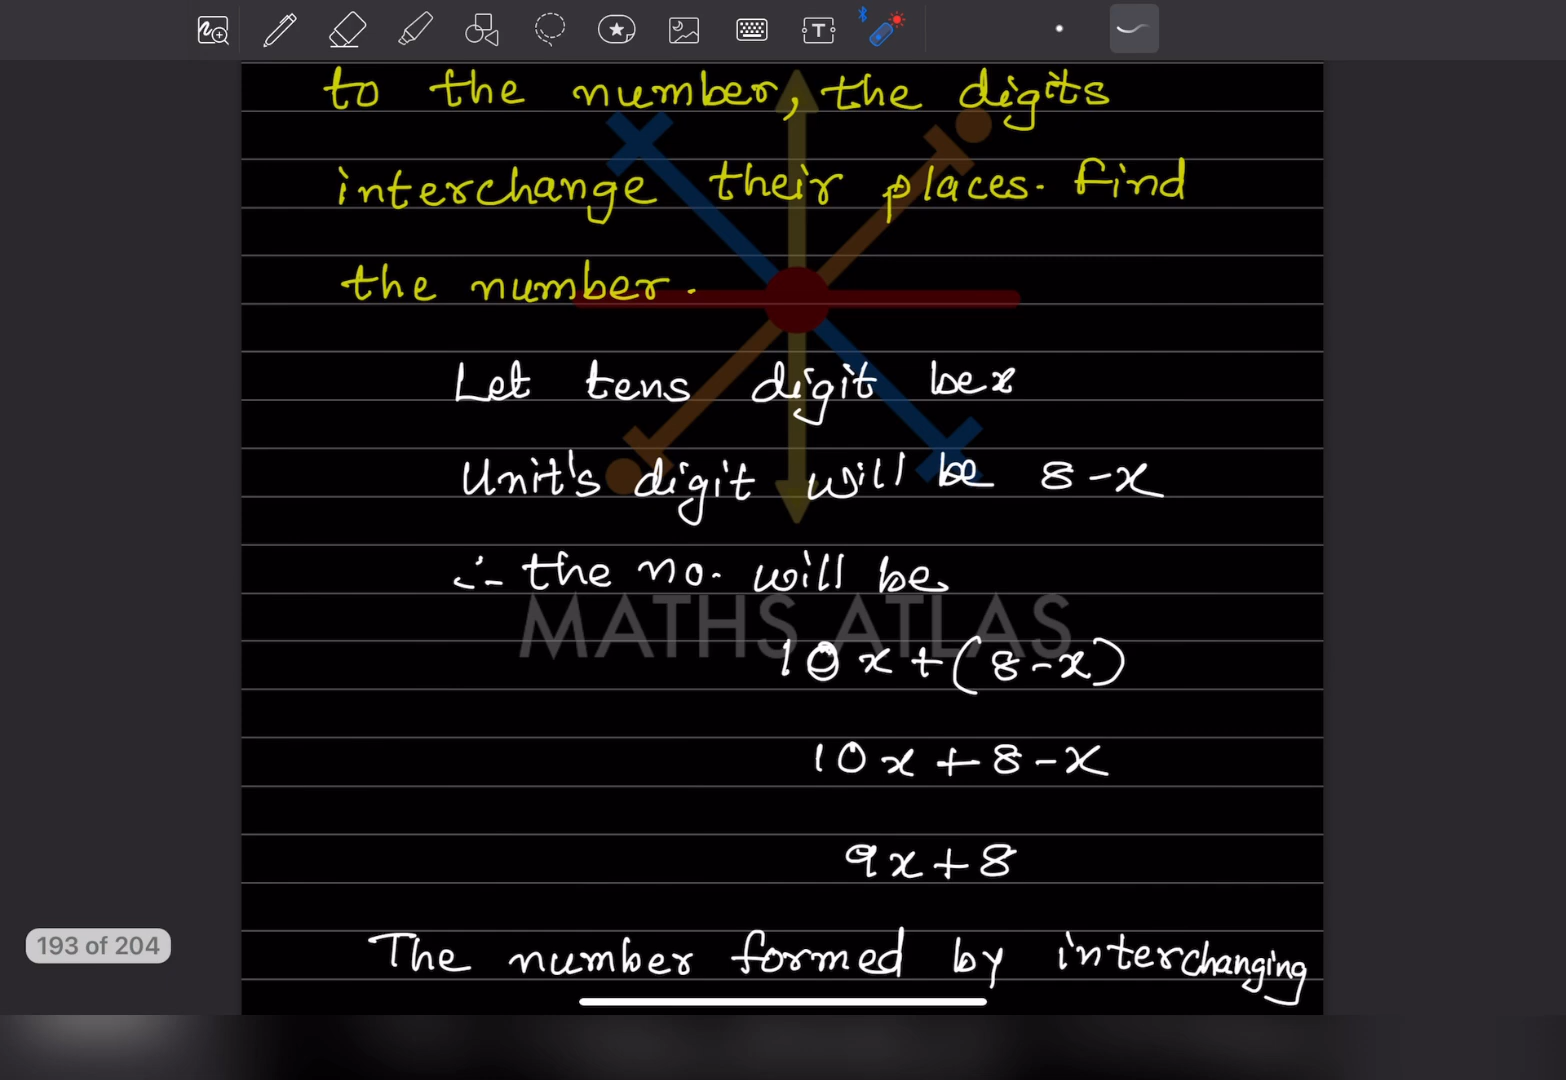 to the number, the digits
interchange their places. find
the number.
Let tens digit be x
Unit's digit will be 8-x
∴ the no. will be
MATHS ATLAS
10x+(8-x)
10x+8-x
9x+8
193 of 204
The number formed by interchanging